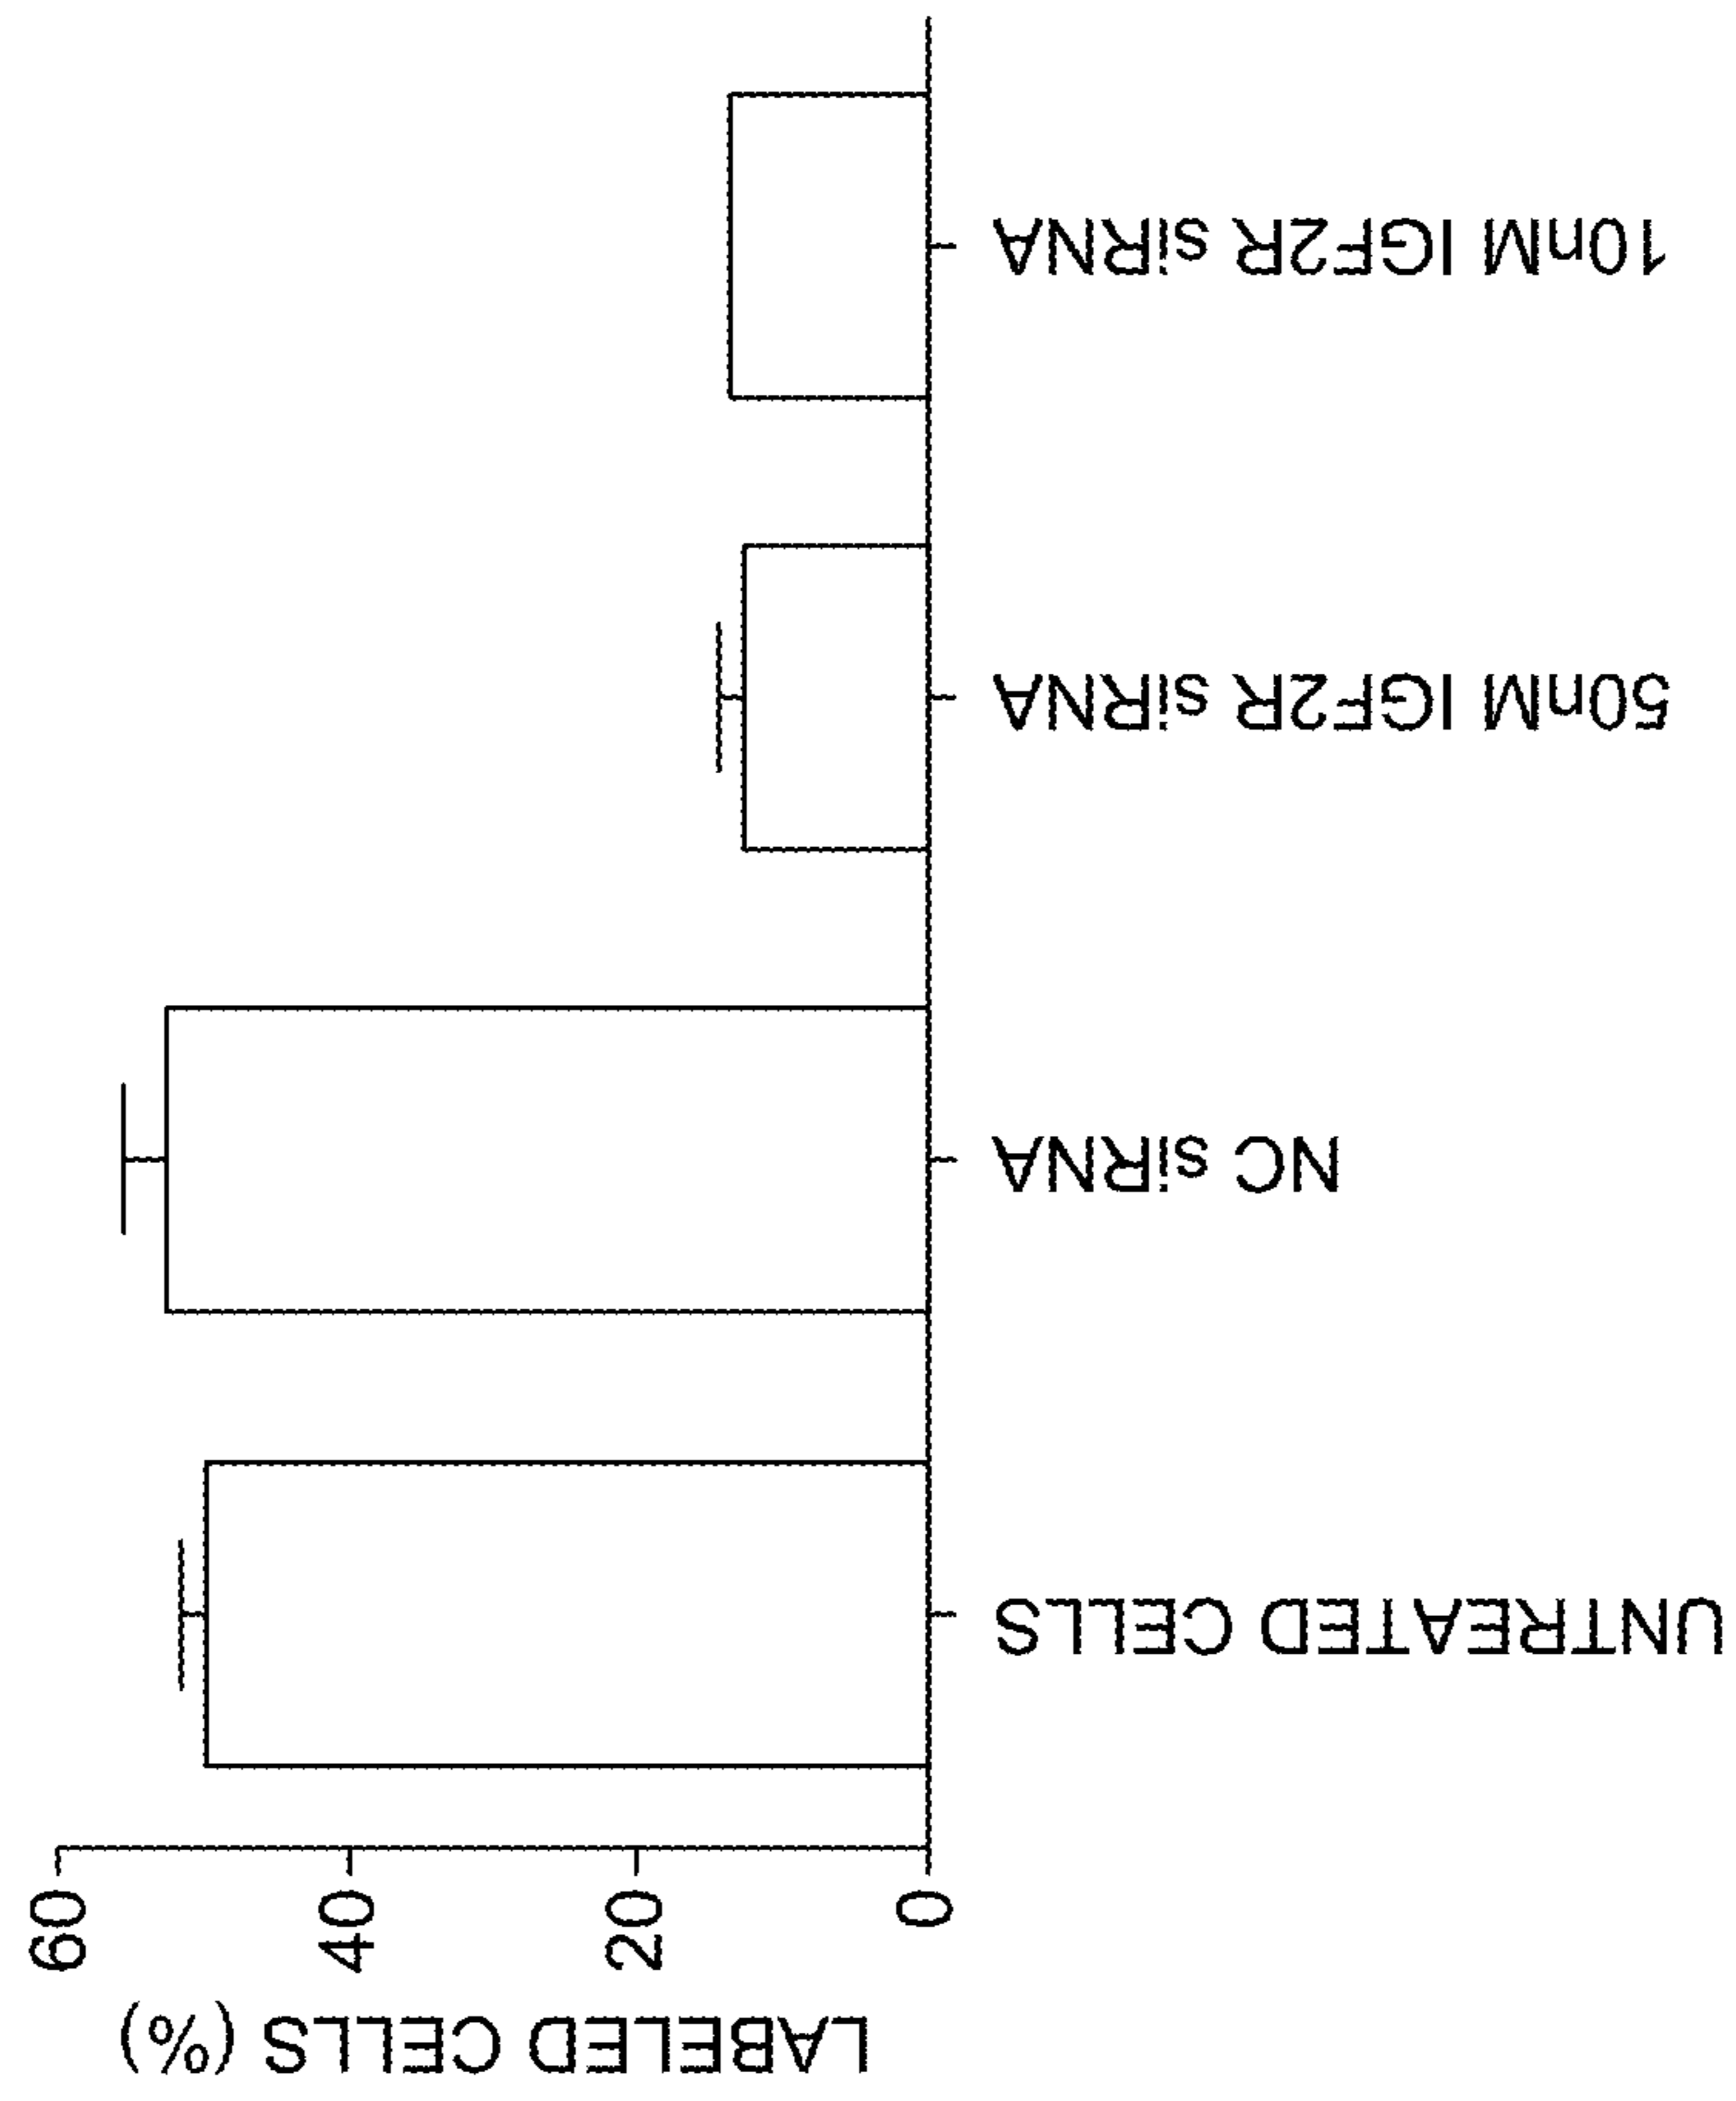 LABELED CELLS (%)
60
40
20
0
UNTREATED CELLS
NC siRNA
50nM IGF2R siRNA
10nM IGF2R siRNA